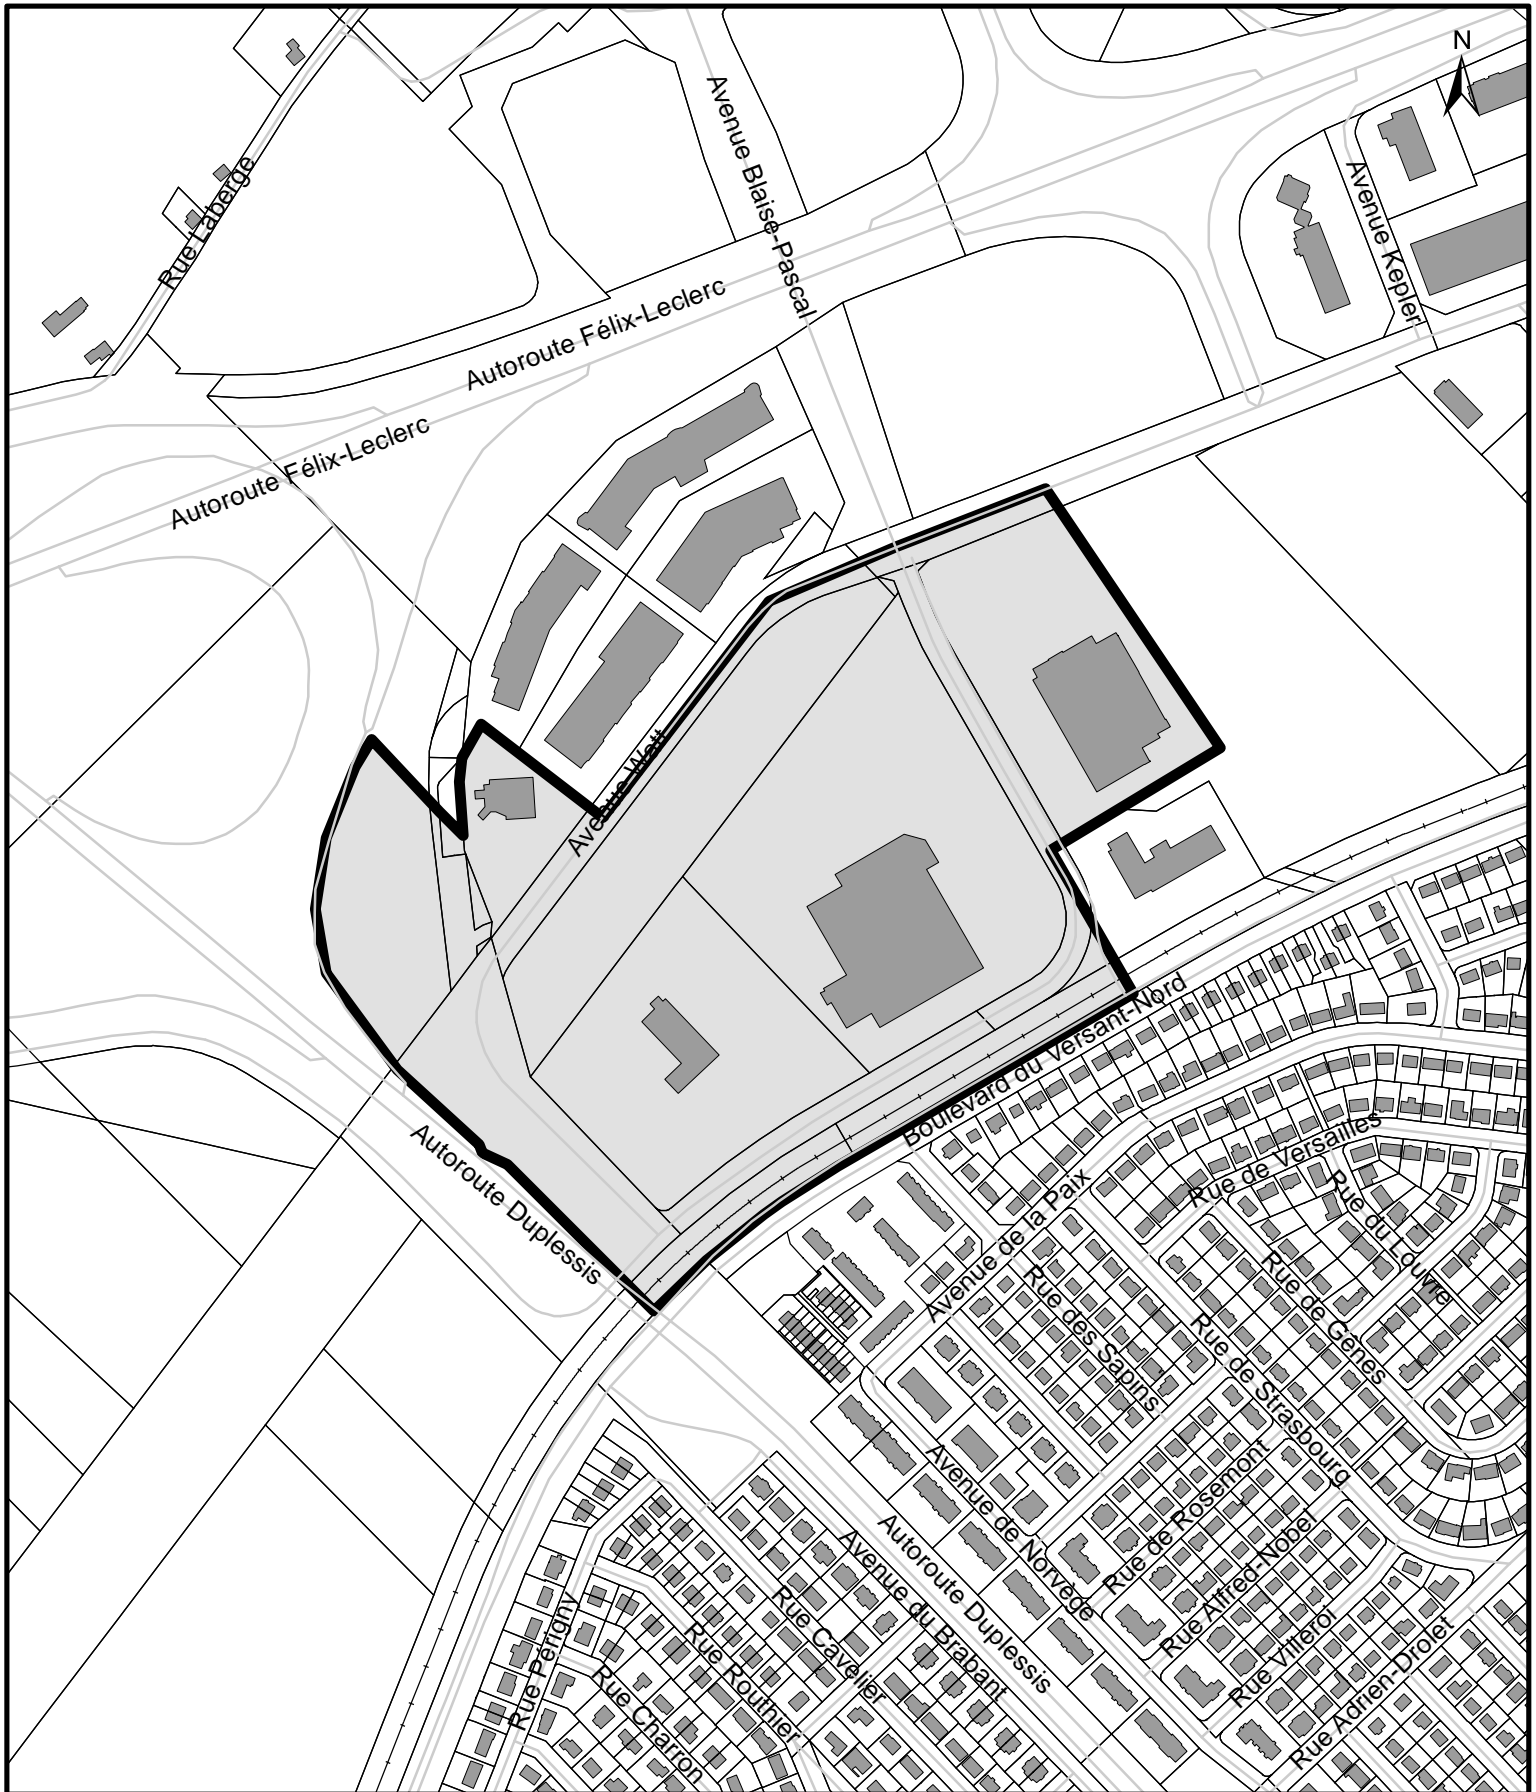 N
Avenue Blaise-Pascal
Rue Laberge
Avenue Kepler
Autoroute Félix-Leclerc
Autoroute Félix-Leclerc
Avenue Watt
Boulevard du Versant-Nord
Autoroute Duplessis
Rue de Versailles
Avenue de la Paix
Rue du Louvre
Rue des Sapins
Rue de Gênes
Rue de Strasbourg
Avenue de Norvège
Rue de Rosemont
Autoroute Duplessis
Rue Alfred-Nobel
Avenue du Brabant
Rue Cavelier
Rue Villeroi
Rue Périgny
Rue Routhier
Rue Adrien-Drolet
Rue Charron